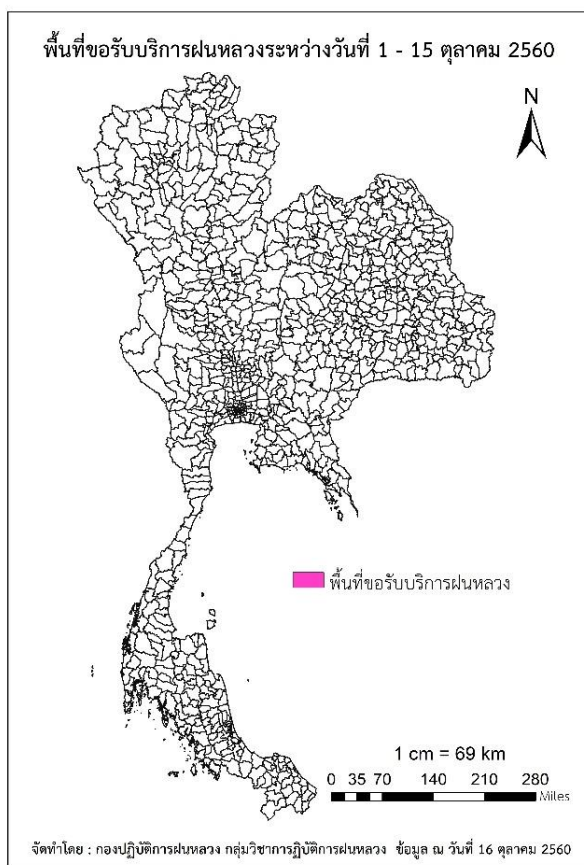 พื้นที่ขอรับบริการฝนหลวงระหว่างวันที่ 1 - 15 ตุลาคม 2560
N
พื้นที่ขอรับบริการฝนหลวง
1 cm = 69 km
0 35 70 140 210 280
Miles
จัดทำโดย : กองปฏิบัติการฝนหลวง กลุ่มวิชาการฏิบัติการฝนหลวง ข้อมูล ณ วันที่ 16 ตุลาคม 2560